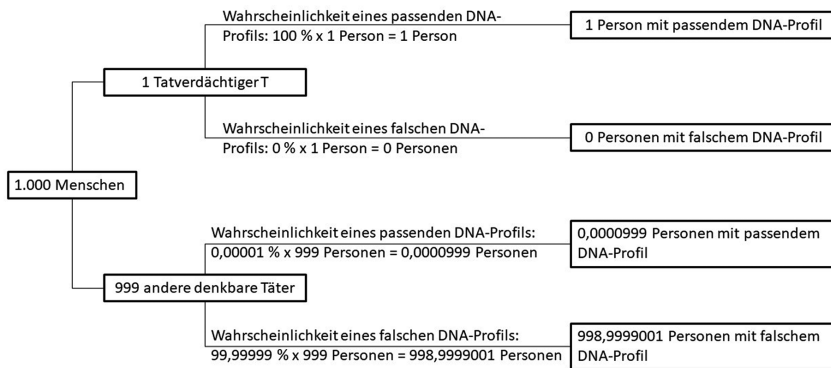 Wahrscheinlichkeit eines passenden DNA-
Profils: 100 % x 1 Person = 1 Person
1 Person mit passendem DNA-Profil
1 Tatverdächtiger T
Wahrscheinlichkeit eines falschen DNA-
Profils: 0 % x 1 Person = 0 Personen
0 Personen mit falschem DNA-Profil
1.000 Menschen
Wahrscheinlichkeit eines passenden DNA-Profils:
0,00001 % x 999 Personen = 0,0000999 Personen
0,0000999 Personen mit passendem
DNA-Profil
999 andere denkbare Täter
Wahrscheinlichkeit eines falschen DNA-Profils:
99,99999 % x 999 Personen = 998,9999001 Personen
998,9999001 Personen mit falschem
DNA-Profil